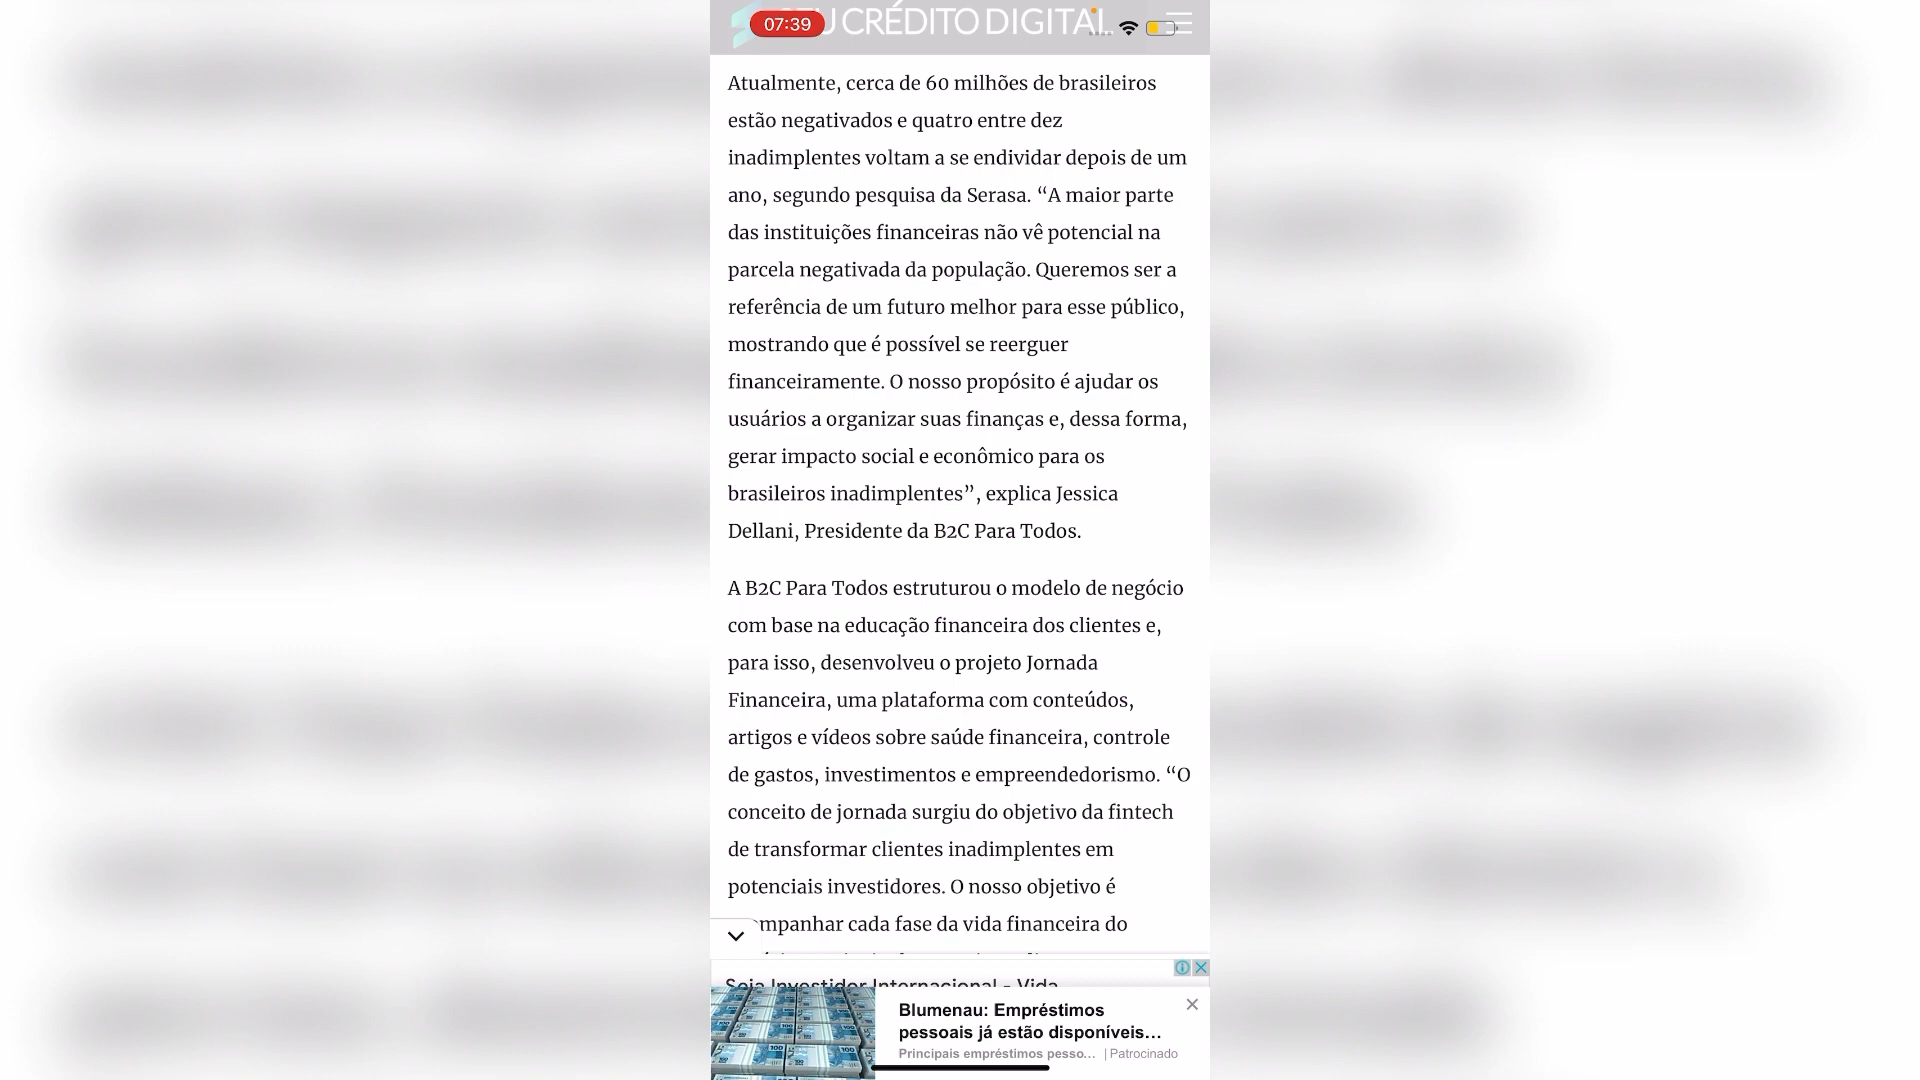 07:39
U CRÉDITO DIGITAL
Atualmente, cerca de 60 milhões de brasileiros
estão negativados e quatro entre dez
inadimplentes voltam a se endividar depois de um
ano, segundo pesquisa da Serasa. “A maior parte
das instituições financeiras não vê potencial na
parcela negativada da população. Queremos ser a
referência de um futuro melhor para esse público,
mostrando que é possível se reerguer
financeiramente. O nosso propósito é ajudar os
usuários a organizar suas finanças e, dessa forma,
gerar impacto social e econômico para os
brasileiros inadimplentes”, explica Jessica
Dellani, Presidente da B2C Para Todos.
A B2C Para Todos estruturou o modelo de negócio
com base na educação financeira dos clientes e,
para isso, desenvolveu o projeto Jornada
Financeira, uma plataforma com conteúdos,
artigos e vídeos sobre saúde financeira, controle
de gastos, investimentos e empreendedorismo. “O
conceito de jornada surgiu do objetivo da fintech
de transformar clientes inadimplentes em
potenciais investidores. O nosso objetivo é
mpanhar cada fase da vida financeira do
Seja Investidor Internacional - Vida
Blumenau: Empréstimos
pessoais já estão disponíveis...
Principais empréstimos pesso... | Patrocinado